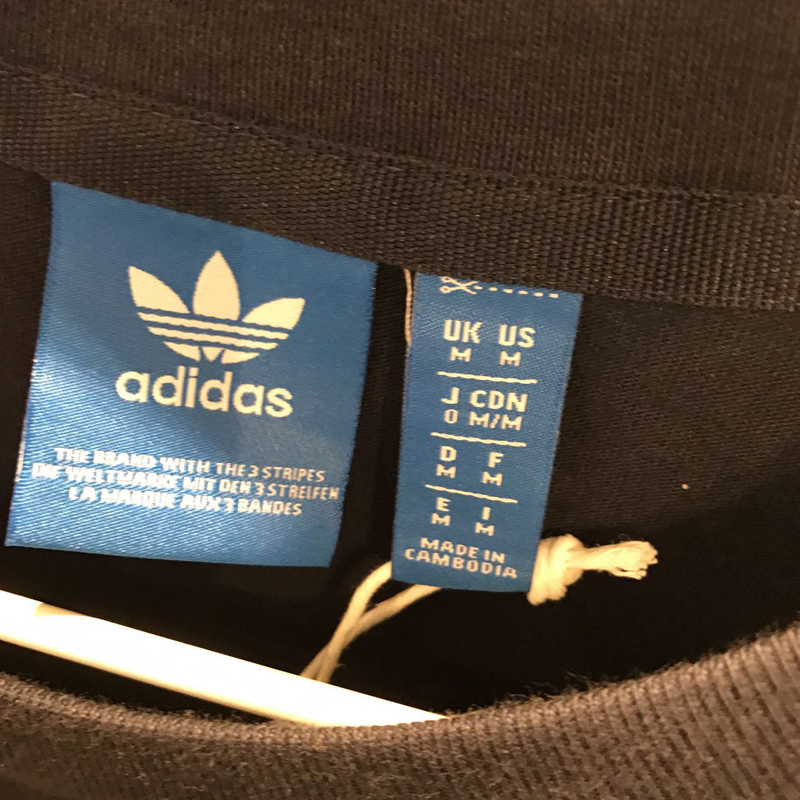 adidas
THE BRAND WITH THE 3 STRIPES
DIE WELTMARKE MIT DEN 3 STREIFEN
LA MARQUE AUX 3 BANDES
UK US
M M
J CDN
O M/M
D F
M M
E I
M M
MADE IN
CAMBODIA